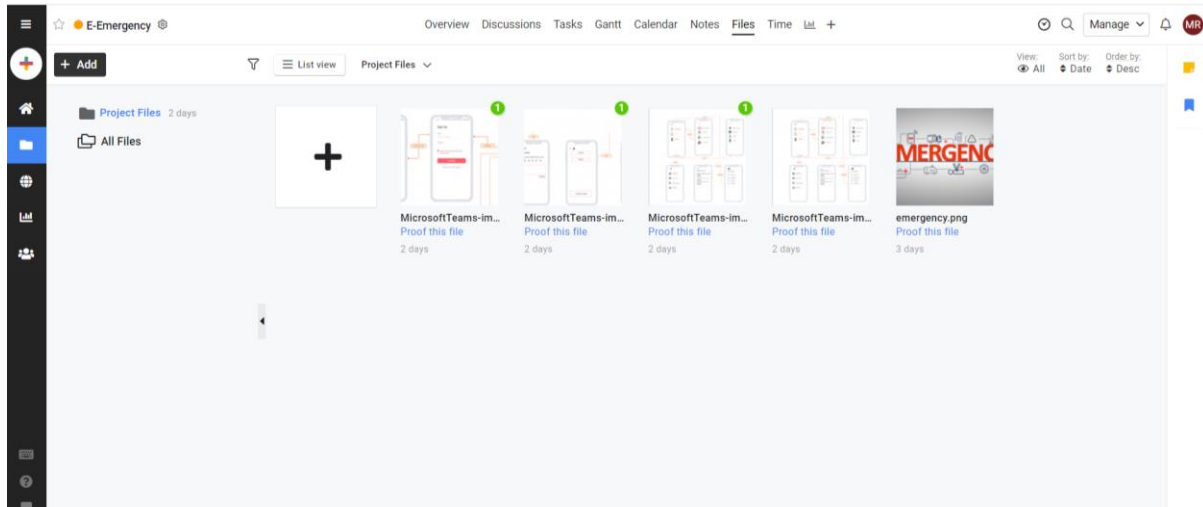 E-Emergency
Overview Discussions Tasks Gantt Calendar Notes Files Time
Manage
MR
+ Add
List view
Project Files
View:
All
Sort by:
Date
Order by:
Desc
Project Files 2 days
All Files
1
MicrosoftTeams-im...
Proof this file
2 days
1
MicrosoftTeams-im...
Proof this file
2 days
1
MicrosoftTeams-im...
Proof this file
2 days
MicrosoftTeams-im...
Proof this file
2 days
MERGENC
emergency.png
Proof this file
3 days